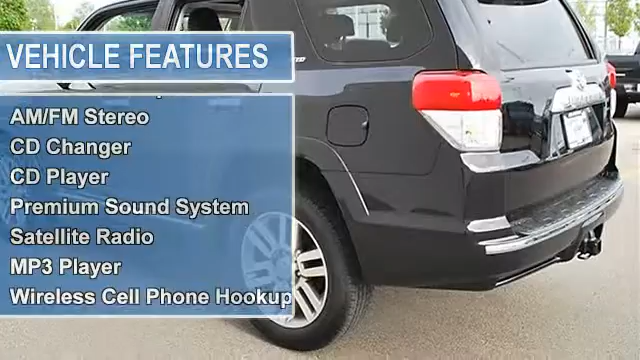 VEHICLE FEATURES
AM/FM Stereo
CD Changer
CD Player
Premium Sound System
Satellite Radio
MP3 Player
Wireless Cell Phone Hookup